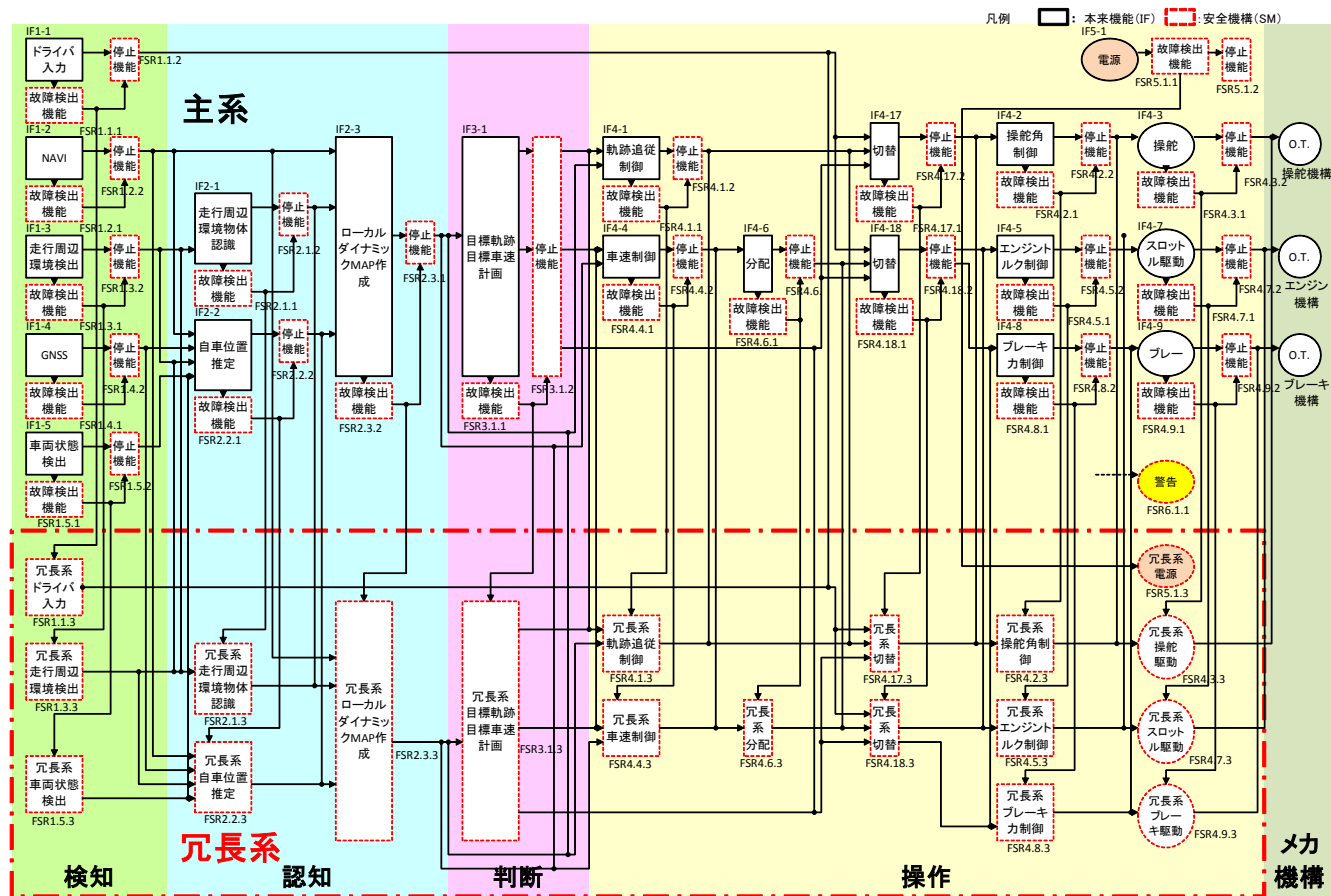 凡例
: 本来機能(IF)
:安全機構(SM)
IF1-1
ドライバ
入力
停止
機能
FSR1.1.2
故障検出
機能
FSR1.1.1
主系
IF1-2
NAVI
停止
機能
FSR1.2.2
故障検出
機能
FSR1.2.1
IF1-3
走行周辺
環境検出
停止
機能
FSR1.3.2
故障検出
機能
FSR1.3.1
IF1-4
GNSS
停止
機能
FSR1.4.2
故障検出
機能
FSR1.4.1
IF1-5
車両状態
検出
停止
機能
FSR1.5.2
故障検出
機能
FSR1.5.1
IF2-1
走行周辺
環境物体
認識
停止
機能
FSR2.1.2
故障検出
機能
FSR2.1.1
IF2-2
自車位置
推定
停止
機能
FSR2.2.2
故障検出
機能
FSR2.2.1
IF2-3
ローカル
ダイナミッ
クMAP作
成
停止
機能
FSR2.3.1
故障検出
機能
FSR2.3.2
IF3-1
目標軌跡
目標車速
計画
停止
機能
FSR3.1.2
故障検出
機能
FSR3.1.1
IF4-1
軌跡追従
制御
停止
機能
FSR4.1.2
故障検出
機能
FSR4.1.1
IF4-4
車速制御
停止
機能
FSR4.4.2
故障検出
機能
FSR4.4.1
IF4-6
分配
停止
機能
FSR4.6.
故障検出
機能
FSR4.6.1
IF4-17
切替
停止
機能
FSR4.17.2
故障検出
機能
FSR4.17.1
IF4-18
切替
停止
機能
FSR4.18.2
故障検出
機能
FSR4.18.1
IF4-2
操舵角
制御
停止
機能
FSR4.2.2
故障検出
機能
FSR4.2.1
IF4-5
エンジント
ルク制御
停止
機能
FSR4.5.2
故障検出
機能
FSR4.5.1
IF4-8
ブレーキ
力制御
停止
機能
FSR4.8.2
故障検出
機能
FSR4.8.1
IF5-1
電源
故障検出
機能
FSR5.1.1
停止
機能
FSR5.1.2
IF4-3
操舵
停止
機能
FSR4.3.2
故障検出
機能
FSR4.3.1
IF4-7
スロット
ル駆動
停止
機能
FSR4.7.2
故障検出
機能
FSR4.7.1
IF4-9
ブレー
停止
機能
FSR4.9.2
故障検出
機能
FSR4.9.1
O.T.
操舵機構
O.T.
エンジン
機構
O.T.
ブレーキ
機構
警告
FSR6.1.1
冗長系
ドライバ
入力
FSR1.1.3
冗長系
走行周辺
環境検出
FSR1.3.3
冗長系
車両状態
検出
FSR1.5.3
冗長系
走行周辺
環境物体
認識
FSR2.1.3
冗長系
自車位置
推定
FSR2.2.3
冗長系
ローカル
ダイナミッ
クMAP作
成
FSR2.3.3
冗長系
目標軌跡
目標車速
計画
FSR3.1.3
冗長系
軌跡追従
制御
FSR4.1.3
冗長系
車速制御
FSR4.4.3
冗長
系
分配
FSR4.6.3
冗長
系
切替
FSR4.17.3
冗長
系
切替
FSR4.18.3
冗長系
操舵角制
御
FSR4.2.3
冗長系
エンジント
ルク制御
FSR4.5.3
冗長系
ブレーキ
力制御
FSR4.8.3
冗長系
電源
FSR5.1.3
冗長系
操舵
駆動
FSR4.3.3
冗長系
スロット
ル駆動
FSR4.7.3
冗長系
ブレー
キ駆動
FSR4.9.3
冗長系
検知
認知
判断
操作
メカ
機構